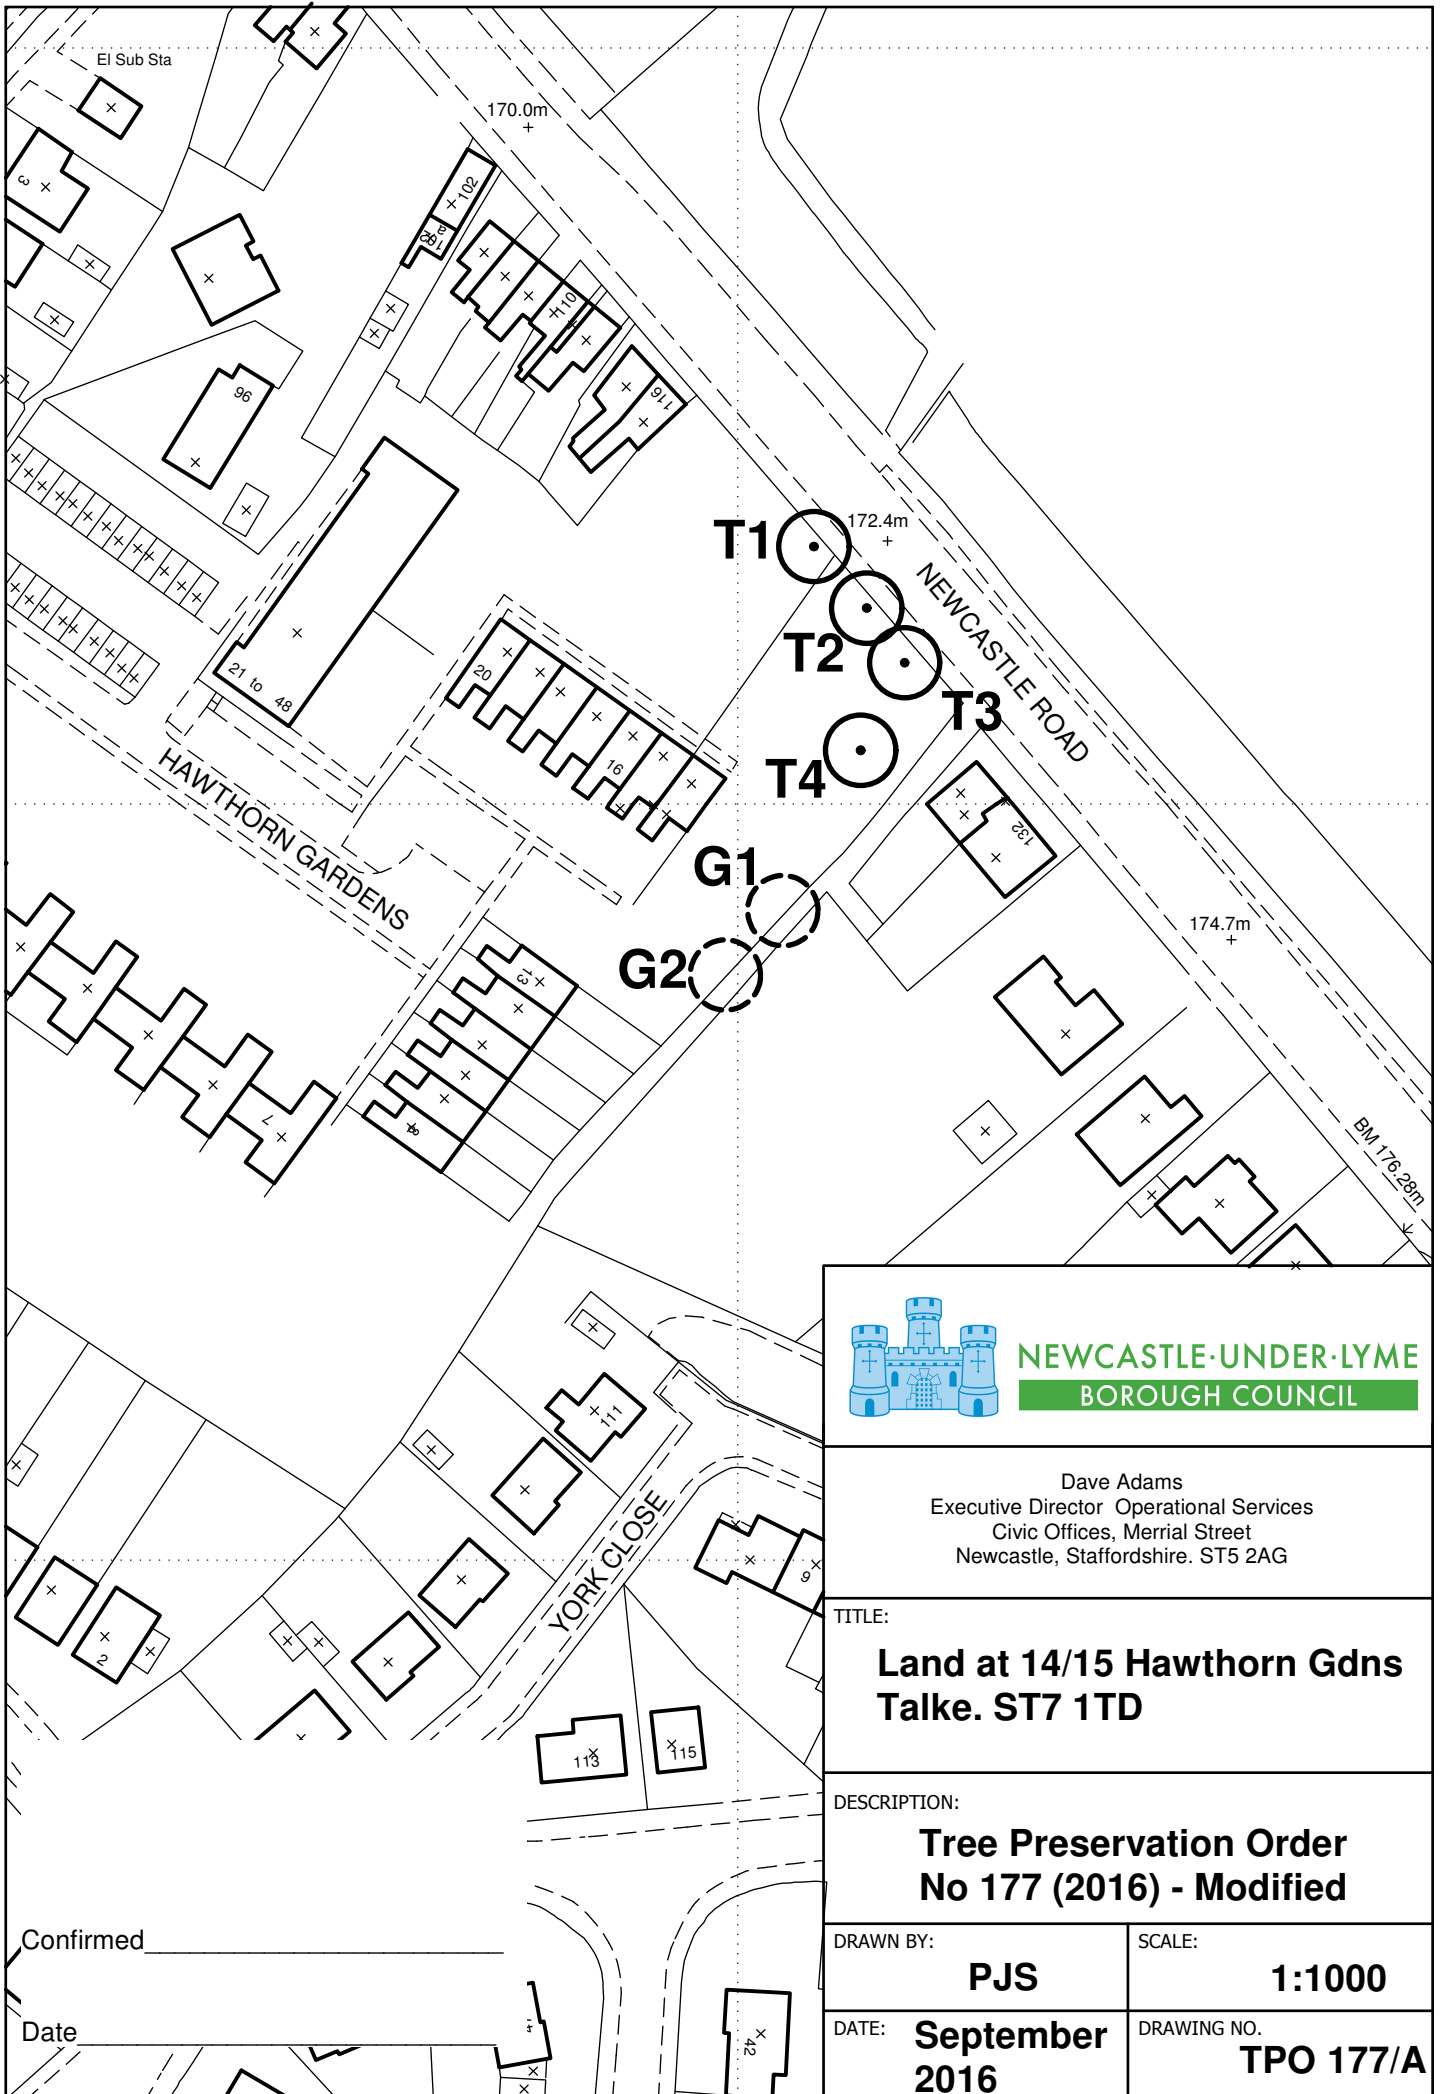 El Sub Sta
170.0m
3
102
102a
110
116
96
T1
172.4m
NEWCASTLE ROAD
T2
T3
T4
20
21 to 48
16
132
HAWTHORN GARDENS
G1
G2
174.7m
13
7
8
BM 176.28m
NEWCASTLE·UNDER·LYME
BOROUGH COUNCIL
111
YORK CLOSE
9
2
113
115
42
Dave Adams
Executive Director Operational Services
Civic Offices, Merrial Street
Newcastle, Staffordshire. ST5 2AG
TITLE:
Land at 14/15 Hawthorn Gdns
Talke. ST7 1TD
DESCRIPTION:
Tree Preservation Order
No 177 (2016) - Modified
DRAWN BY:
PJS
SCALE:
1:1000
DATE:
September
2016
DRAWING NO.
TPO 177/A
Confirmed
Date